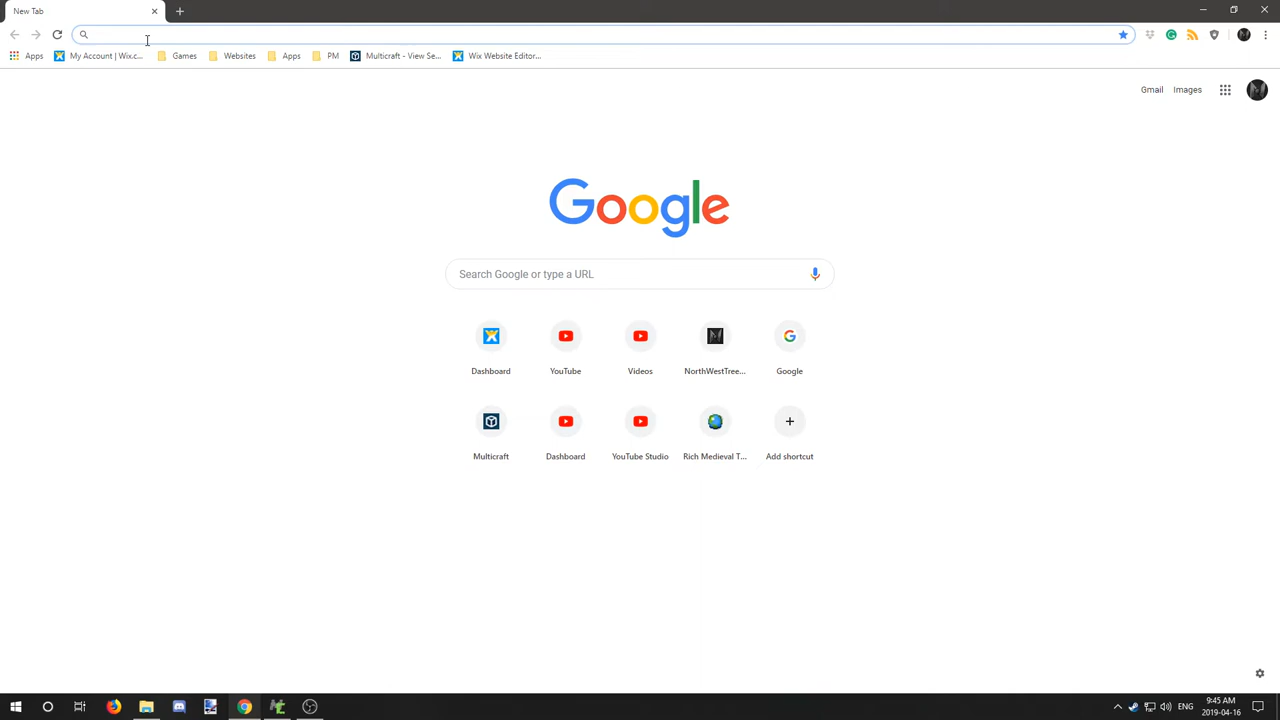 New Tab
Apps
My Account | Wix.c...
Games
Websites
Apps
PM
Multicraft - View Se...
Wix Website Editor...
Gmail
Images
Google
Search Google or type a URL
Dashboard
YouTube
Videos
NorthWestTree...
Google
Multicraft
Dashboard
YouTube Studio
Rich Medieval T...
Add shortcut
ENG
9:45 AM
2019-04-16